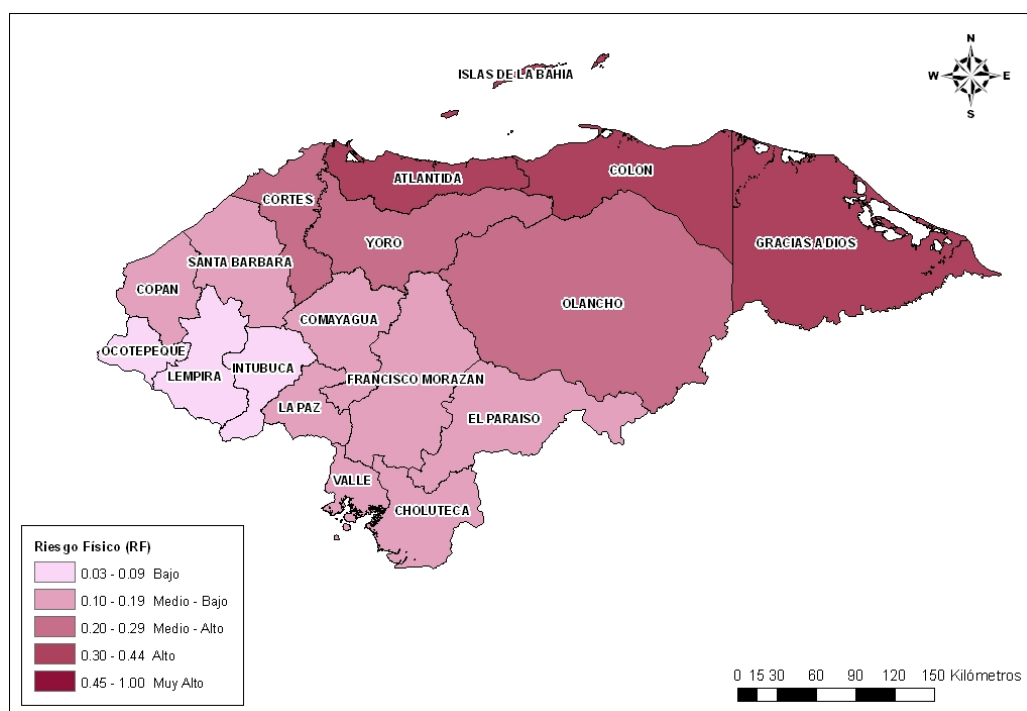 N
W E
S
ISLAS DE LA BAHIA
ATLANTIDA
COLON
CORTES
YORO
GRACIAS A DIOS
SANTA BARBARA
COPAN
OLANCHO
COMAYAGUA
OCOTEPEQUE
INTUBUCA
LEMPIRA
FRANCISCO MORAZAN
LA PAZ
EL PARAISO
VALLE
CHOLUTECA
Riesgo Físico (RF)
0.03 - 0.09 Bajo
0.10 - 0.19 Medio - Bajo
0.20 - 0.29 Medio - Alto
0.30 - 0.44 Alto
0.45 - 1.00 Muy Alto
0 15 30 60 90 120 150 Kilómetros